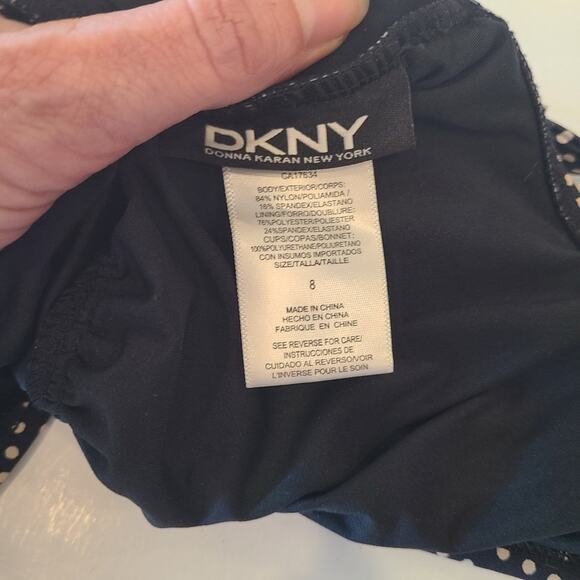 DKNY
DONNA KARAN NEW YORK
CA17634
BODY/EXTERIOR/CORPS:
84% NYLON/POLIAMIDA /
16% SPANDEX/ELASTANO
LINING/FORRO/DOUBLURE:
76%POLYESTER/POLIESTER
24%SPANDEX/ELASTANO
CUPS/COPAS/BONNET:
100%POLYURETHANE/POLIURETANO
CON INSUMOS IMPORTADOS
SIZE/TALLA/TAILLE
8
MADE IN CHINA
HECHO EN CHINA
FABRIQUE EN CHINE
SEE REVERSE FOR CARE/
INSTRUCCIONES DE
CUIDADO AL REVERSO/VOIR
L'INVERSE POUR LE SOIN